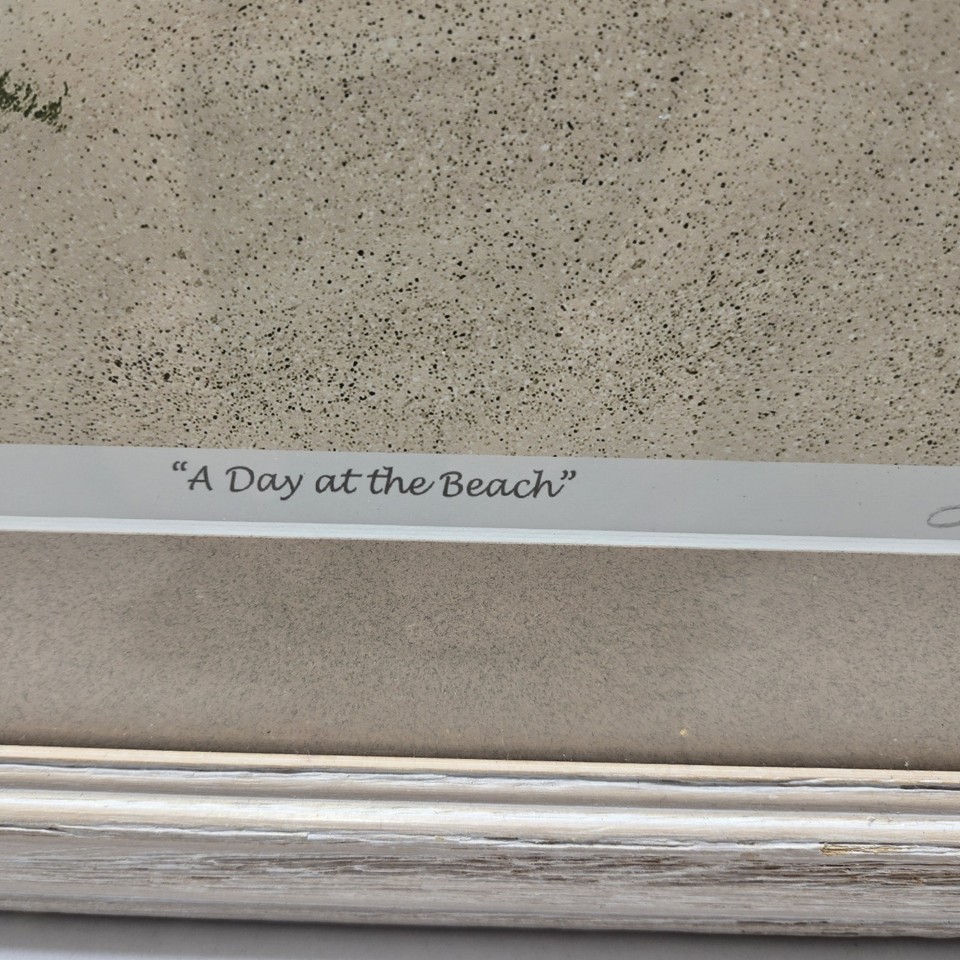 “A Day at the Beach”